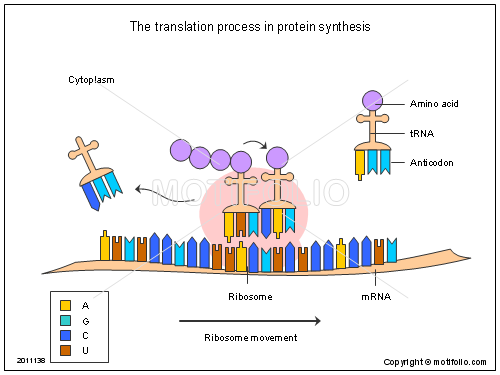 The translation process in protein synthesis
Cytoplasm
Amino acid
tRNA
Anticodon
MOTIFOLIO
Ribosome
mRNA
A
G
C
U
Ribosome movement
2011138
Copyright © motifolio.com